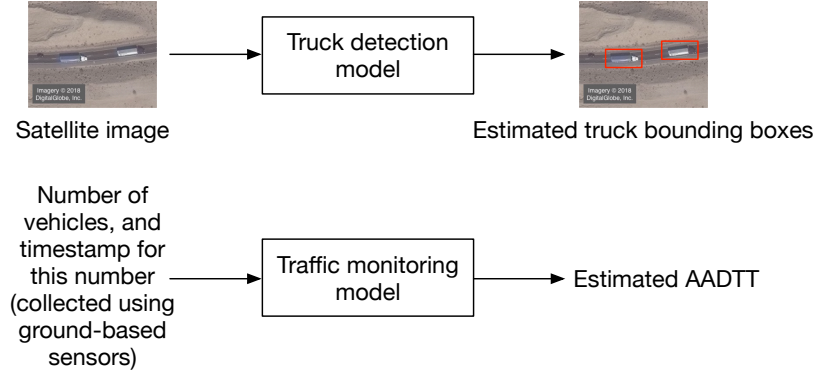 Truck detection
model
Imagery © 2018
DigitalGlobe, Inc.
Imagery © 2018
DigitalGlobe, Inc.
Satellite image
Estimated truck bounding boxes
Number of
vehicles, and
timestamp for
this number
(collected using
ground-based
sensors)
Traffic monitoring
model
Estimated AADTT